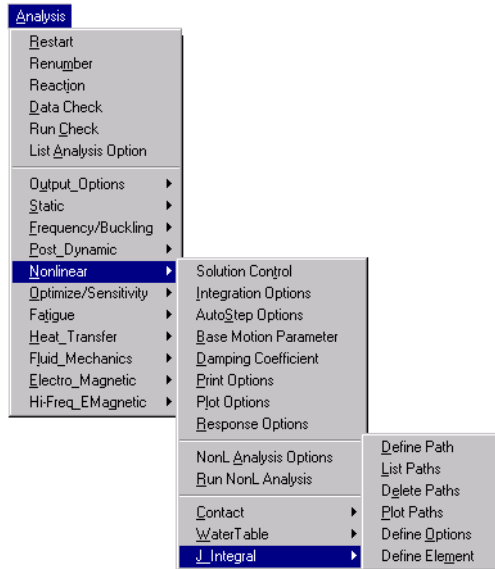 Analysis
Restart
Renumber
Reaction
Data Check
Run Check
List Analysis Option
Output_Options
Static
Frequency/Buckling
Post_Dynamic
Nonlinear
Optimize/Sensitivity
Fatigue
Heat_Transfer
Fluid_Mechanics
Electro_Magnetic
Hi-Freq_EMagnetic
Solution Control
Integration Options
AutoStep Options
Base Motion Parameter
Damping Coefficient
Print Options
Plot Options
Response Options
NonL Analysis Options
Run NonL Analysis
Contact
WaterTable
J_Integral
Define Path
List Paths
Delete Paths
Plot Paths
Define Options
Define Element